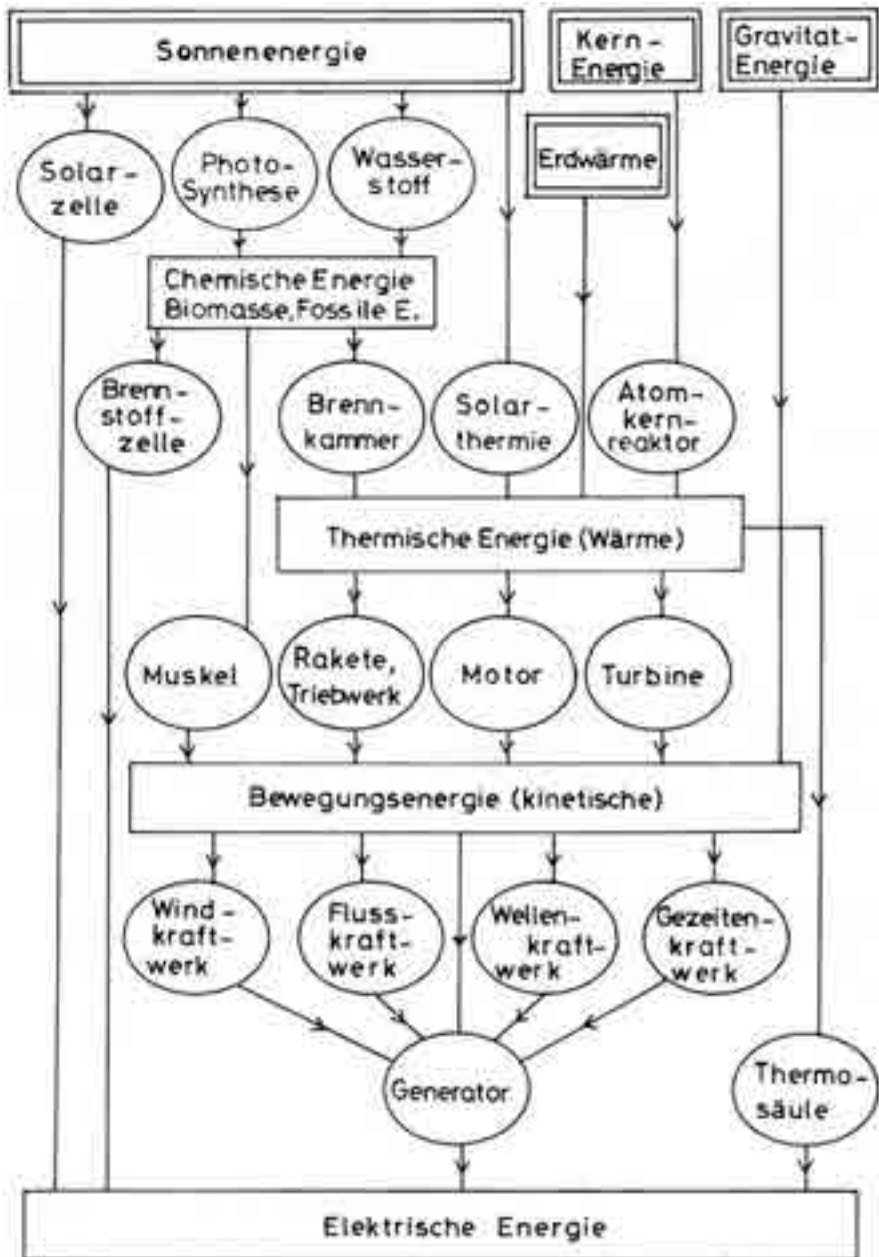 Sonnenenergie
Kern-
Energie
Gravität-
Energie
Erdwärme
Solar-
zelle
Photo-
Synthese
Wasser-
stoff
Chemische Energie
Biomasse, Fossile E.
Brenn-
stoff-
zelle
Brenn-
kammer
Solar-
thermie
Atom-
kern-
reaktor
Thermische Energie (Wärme)
Muskel
Rakete,
Triebwerk
Motor
Turbine
Bewegungsenergie (kinetische)
Wind-
kraft-
werk
Fluss-
kraft-
werk
Wellen-
kraft-
werk
Gezeiten-
kraft-
werk
Generator
Thermo-
säule
Elektrische Energie